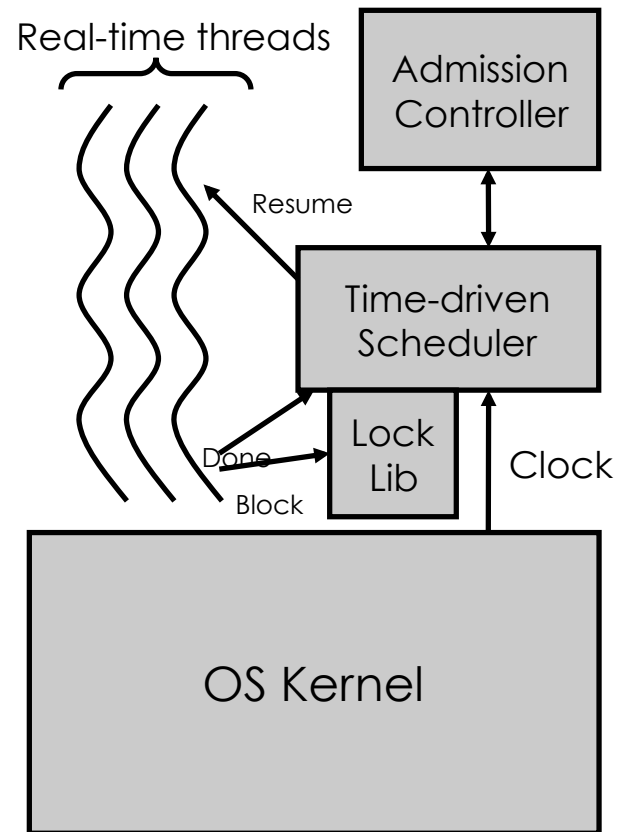 Real-time threads
Admission
Controller
Resume
Time-driven
Scheduler
Lock
Lib
Done
Clock
Block
OS Kernel